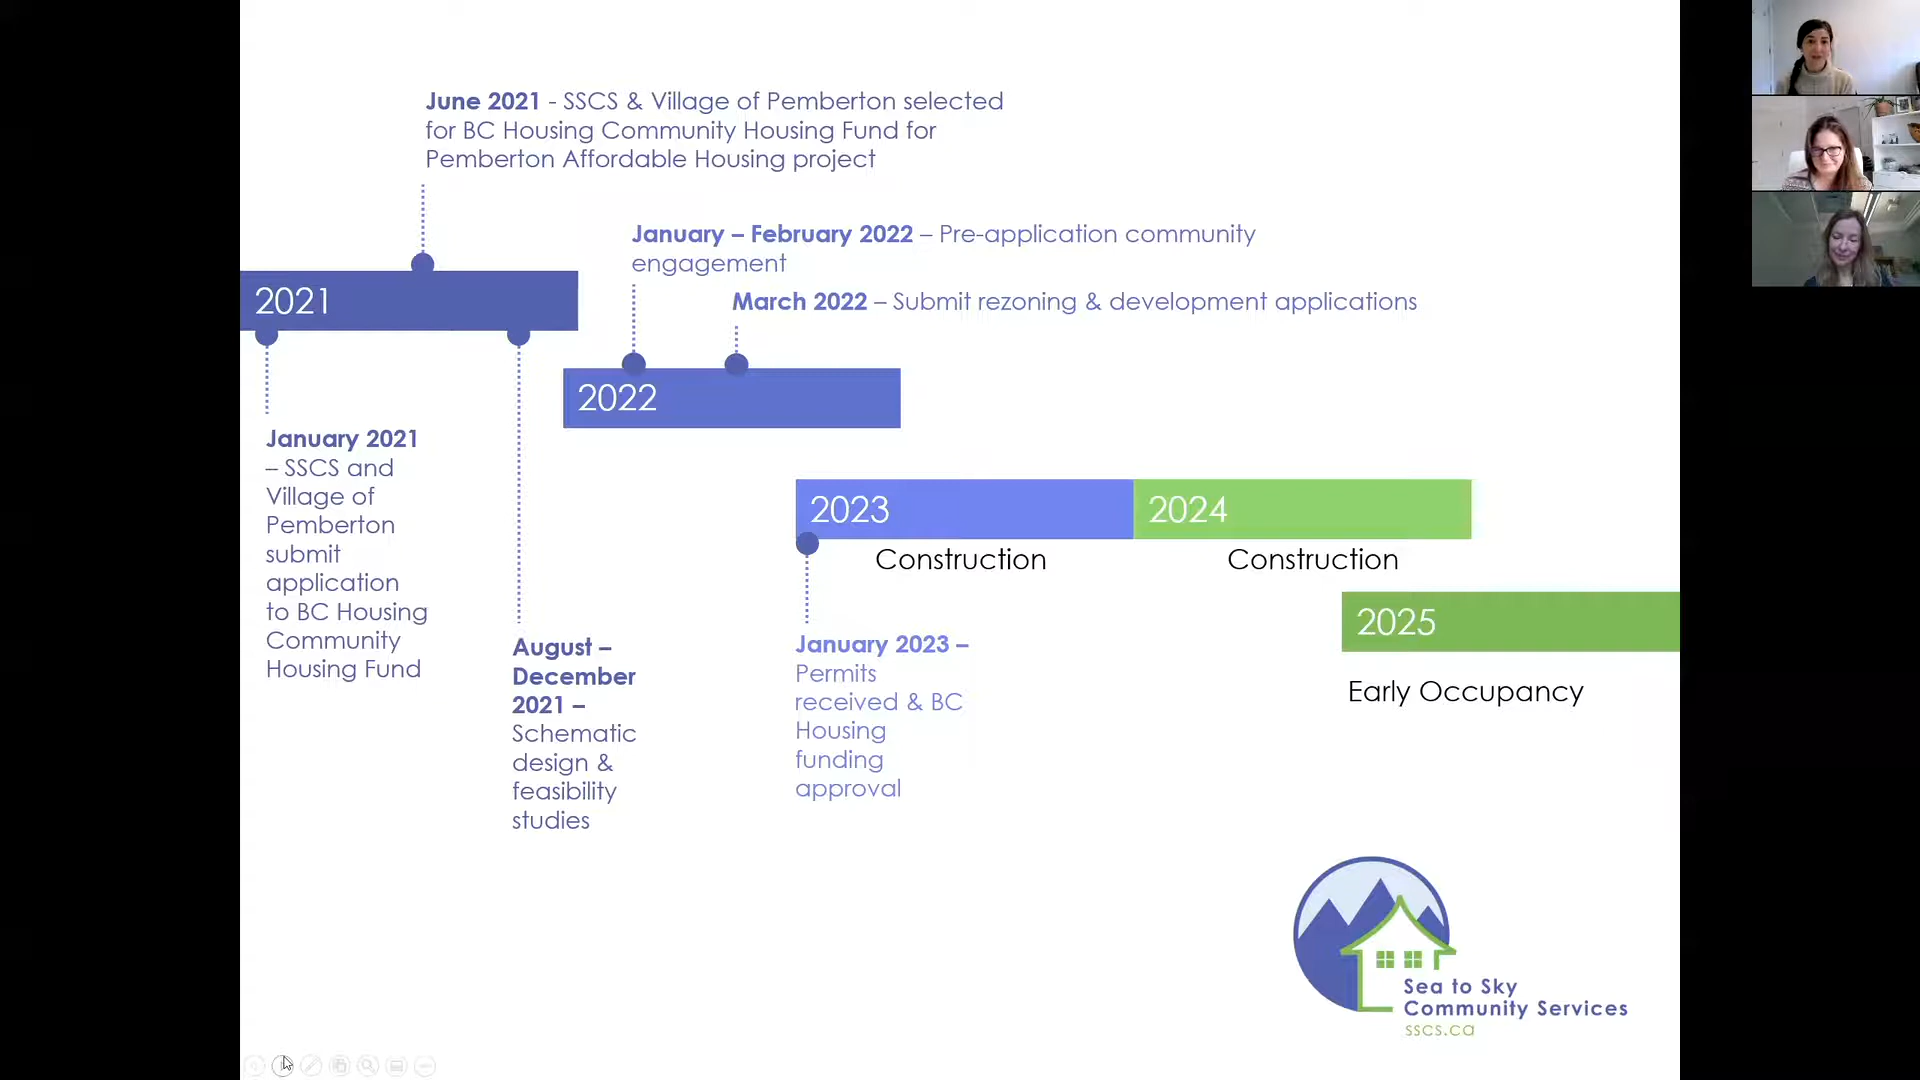 June 2021 - SSCS & Village of Pemberton selected
for BC Housing Community Housing Fund for
Pemberton Affordable Housing project
January – February 2022 – Pre-application community
engagement
March 2022 – Submit rezoning & development applications
2021
2022
January 2021
– SSCS and
Village of
Pemberton
submit
application
to BC Housing
Community
Housing Fund
August –
December
2021 –
Schematic
design &
feasibility
studies
2023
2024
Construction
Construction
January 2023 –
Permits
received & BC
Housing
funding
approval
2025
Early Occupancy
Sea to Sky
Community Services
sscs.ca